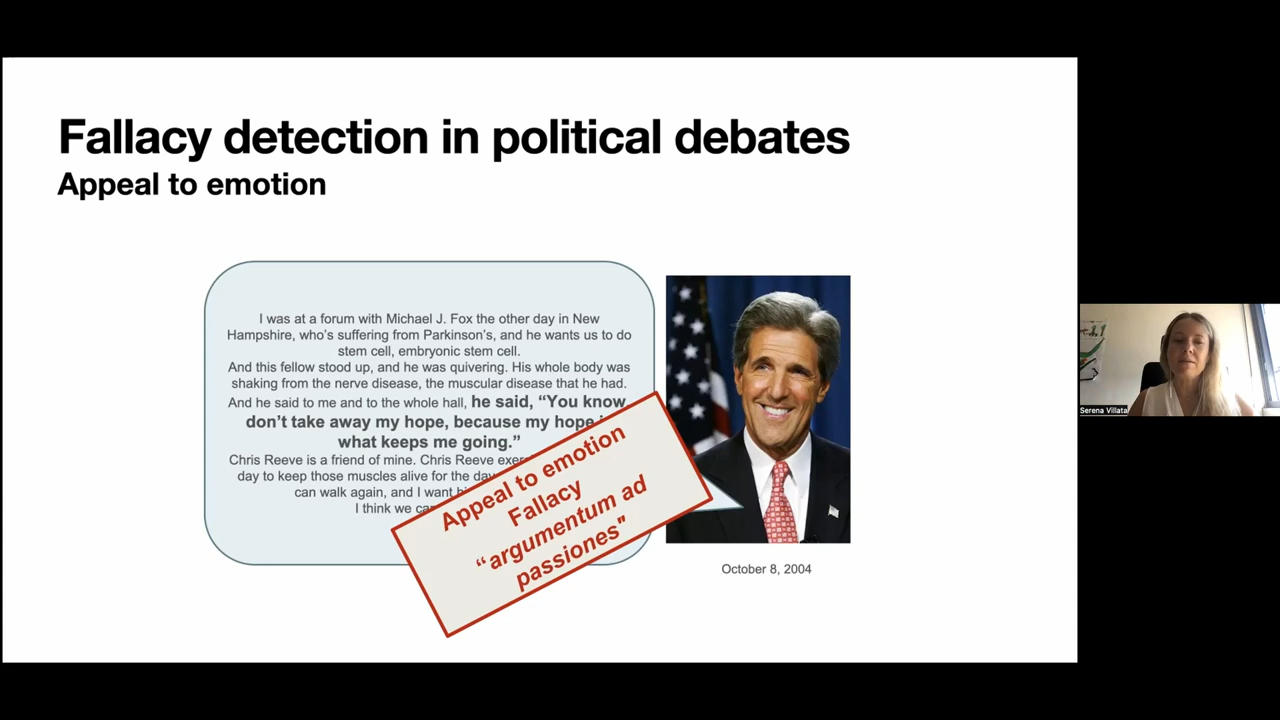 Fallacy detection in political debates
Appeal to emotion
I was at a forum with Michael J. Fox the other day in New
Hampshire, who's suffering from Parkinson's, and he wants us to do
stem cell, embryonic stem cell.
And this fellow stood up, and he was quivering. His whole body was
shaking from the nerve disease, the muscular disease that he had.
And he said to me and to the whole hall, he said, “You know,
don’t take away my hope, because my hope
what keeps me going.”
Chris Reeve is a friend of mine. Chris Reeve
day to keep those muscles alive for the
can walk again, and I want
I think we
Appeal to emotion
Fallacy
“argumentum ad
passiones"
October 8, 2004
Serena Villata